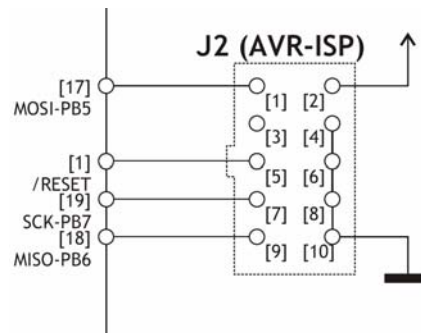 J2 (AVR-ISP)
[17]
MOSI-PB5
[1] [2]
[3] [4]
[1]
/RESET
[5] [6]
[19]
SCK-PB7
[7] [8]
[18]
MISO-PB6
[9] [10]